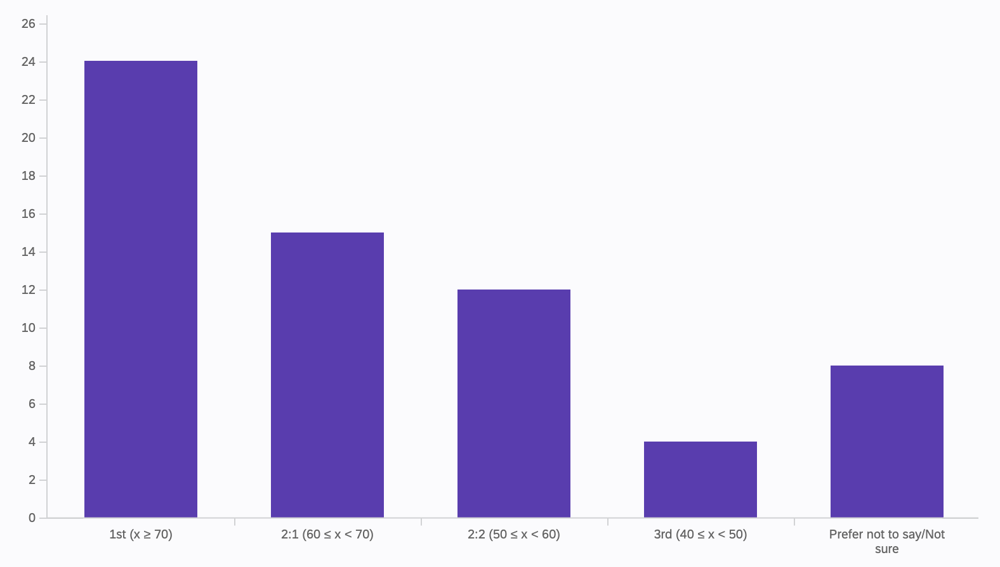 26
24
22
20
18
16
14
12
10
8
6
4
2
0
1st (x ≥ 70)
2:1 (60 ≤ x < 70)
2:2 (50 ≤ x < 60)
3rd (40 ≤ x < 50)
Prefer not to say/Not
sure